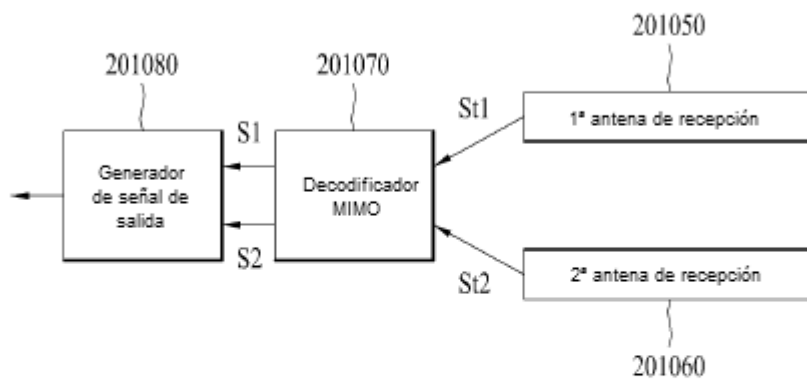 201050
201080
201070
St1
1ª antena de recepción
S1
Generador
de señal de
salida
Decodificador
MIMO
S2
St2
2ª antena de recepción
201060